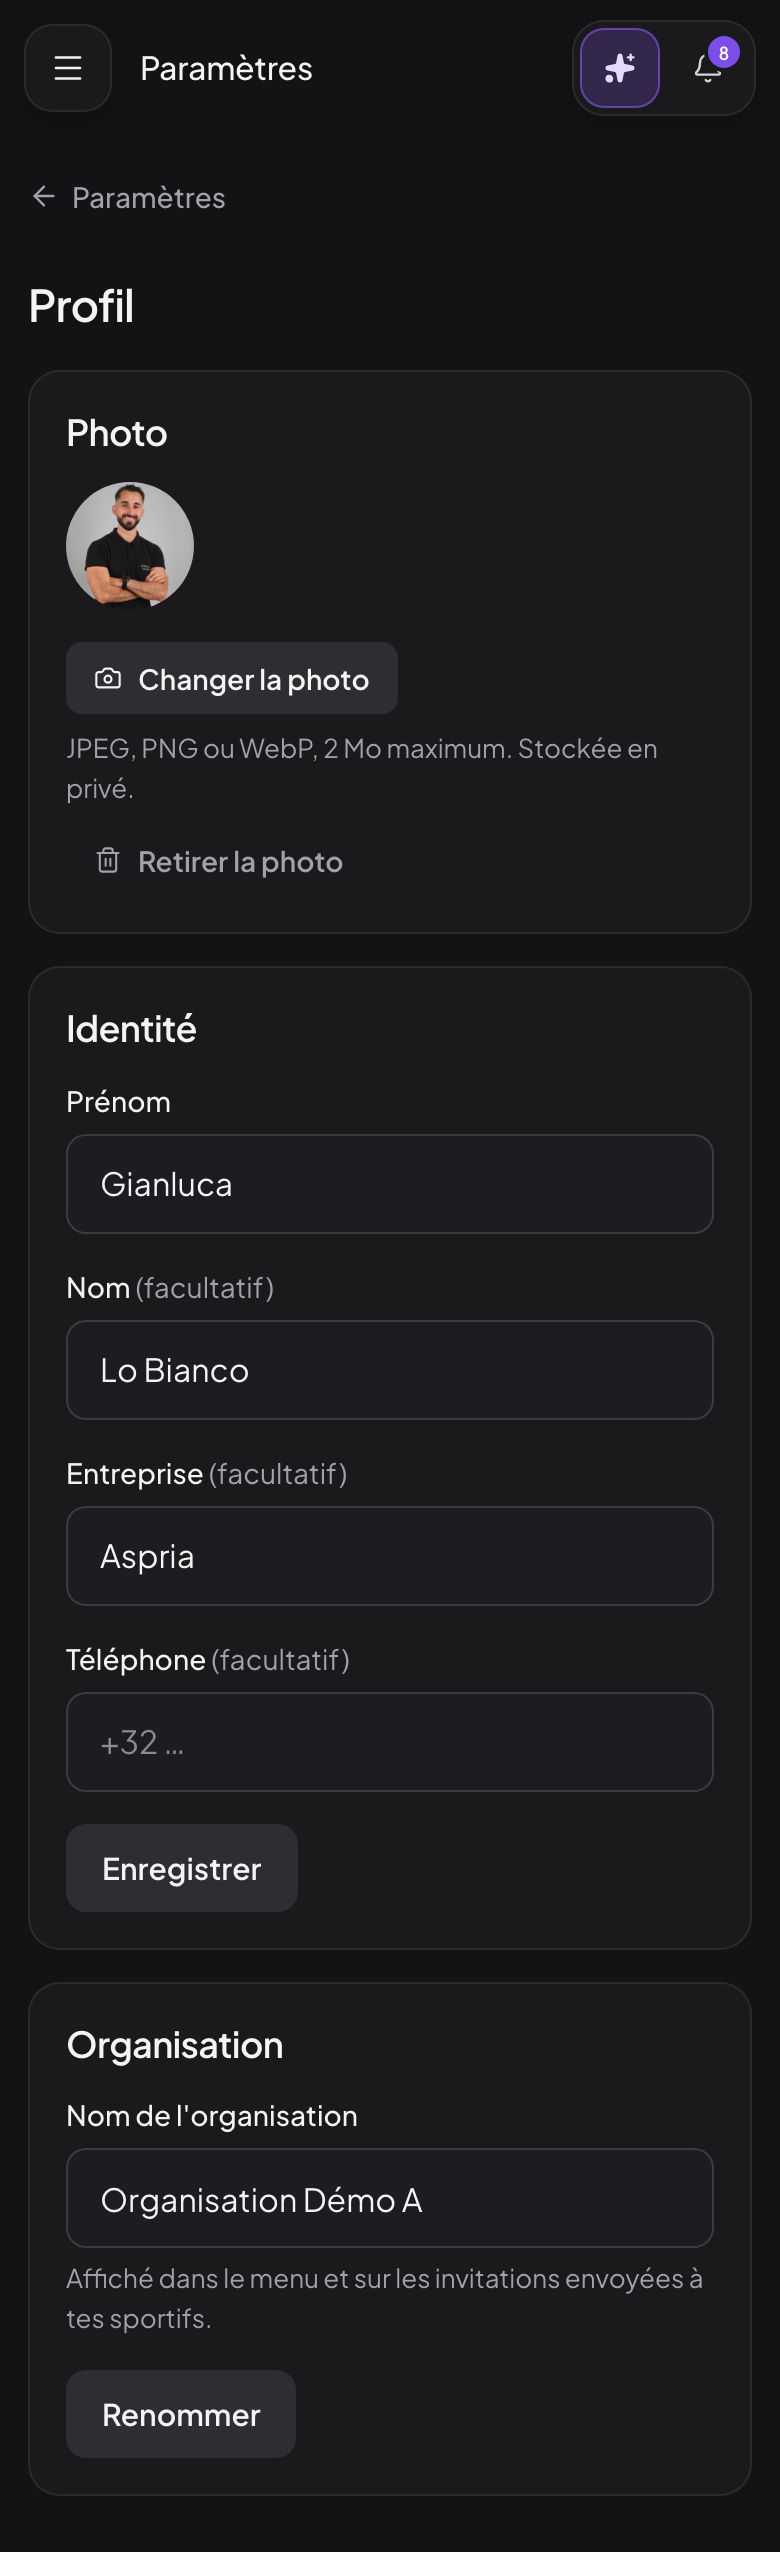 Paramètres
8
Paramètres
Profil
Photo
Changer la photo
JPEG, PNG ou WebP, 2 Mo maximum. Stockée en
privé.
Retirer la photo
Identité
Prénom
Gianluca
Nom (facultatif)
Lo Bianco
Entreprise (facultatif)
Aspria
Téléphone (facultatif)
+32 ...
Enregistrer
Organisation
Nom de l'organisation
Organisation Démo A
Affiché dans le menu et sur les invitations envoyées à
tes sportifs.
Renommer